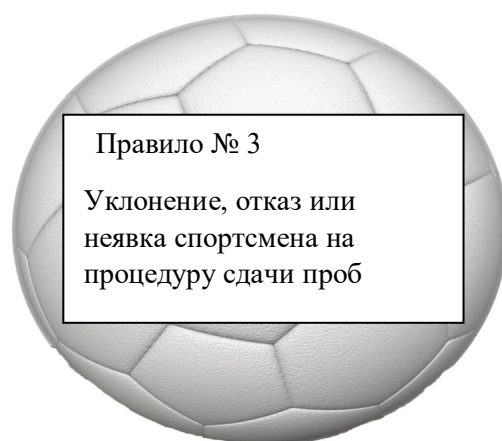 Правило № 3
Уклонение, отказ или
неявка спортсмена на
процедуру сдачи проб